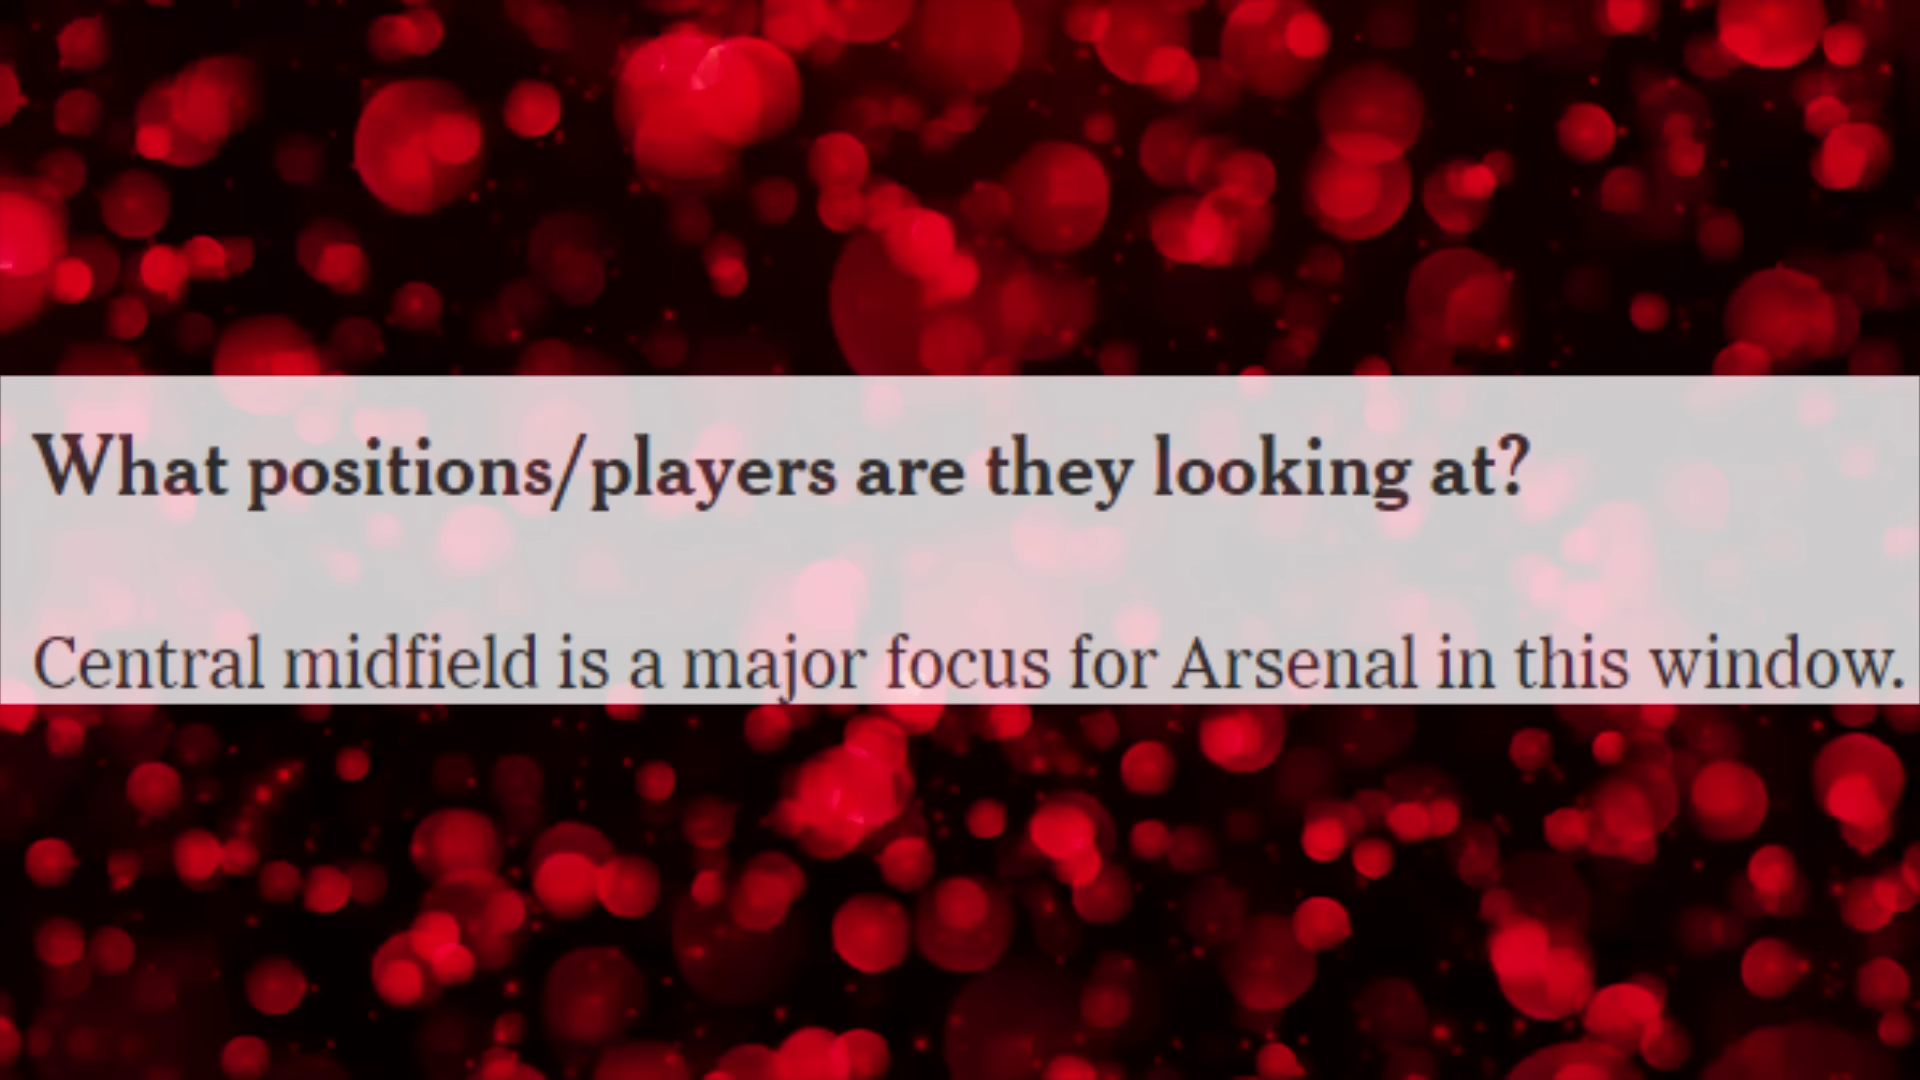 What positions/players are they looking at?
Central midfield is a major focus for Arsenal in this window.